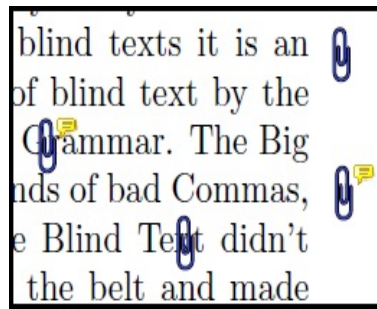 blind texts it is an
of blind text by the
Grammar. The Big
nds of bad Commas,
e Blind Text didn't
the belt and made